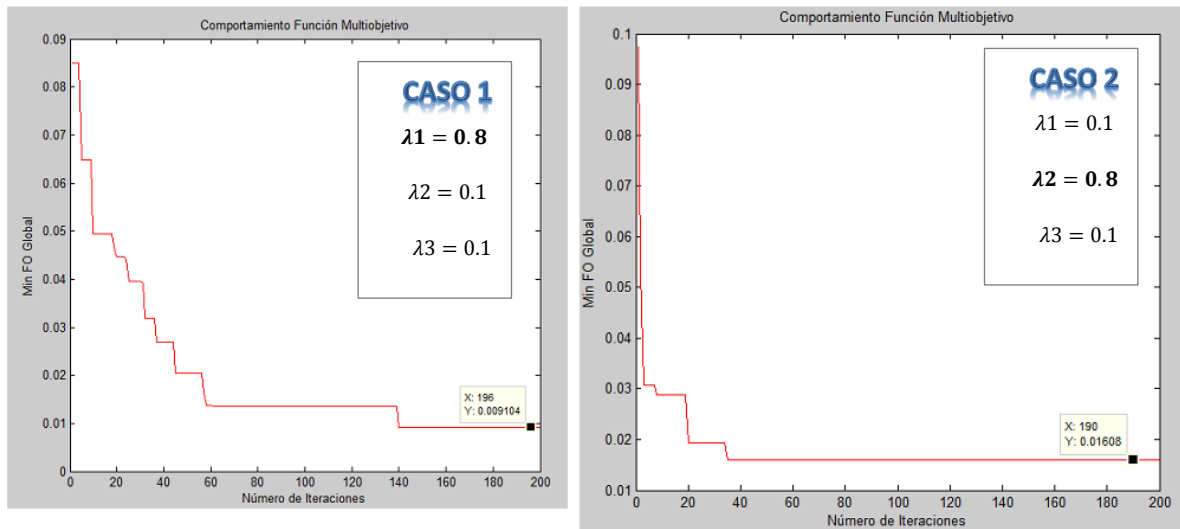 Comportamiento Función Multiobjetivo
0.09
0.08
0.07
0.06
0.05
0.04
0.03
0.02
0.01
0
Min FO Global
CASO 1
λ1 = 0.8
λ2 = 0.1
λ3 = 0.1
X: 196
Y: 0.009104
0 20 40 60 80 100 120 140 160 180 200
Número de Iteraciones
Comportamiento Función Multiobjetivo
0.1
0.09
0.08
0.07
0.06
0.05
0.04
0.03
0.02
0.01
Min FO Global
CASO 2
λ1 = 0.1
λ2 = 0.8
λ3 = 0.1
X: 190
Y: 0.01608
0 20 40 60 80 100 120 140 160 180 200
Número de Iteraciones